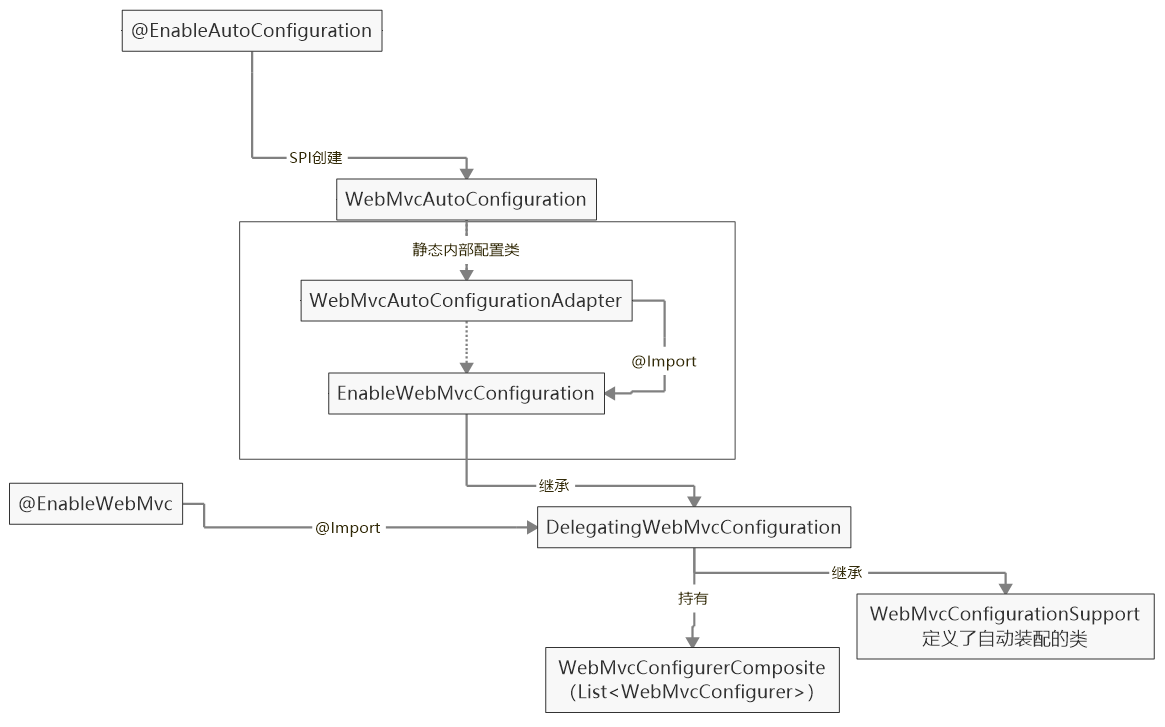 @EnableAutoConfiguration
SPI创建
WebMvcAutoConfiguration
静态内部配置类
WebMvcAutoConfigurationAdapter
@Import
EnableWebMvcConfiguration
继承
@EnableWebMvc
@Import
DelegatingWebMvcConfiguration
继承
持有
WebMvcConfigurationSupport
定义了自动装配的类
WebMvcConfigurerComposite
（List<WebMvcConfigurer>）